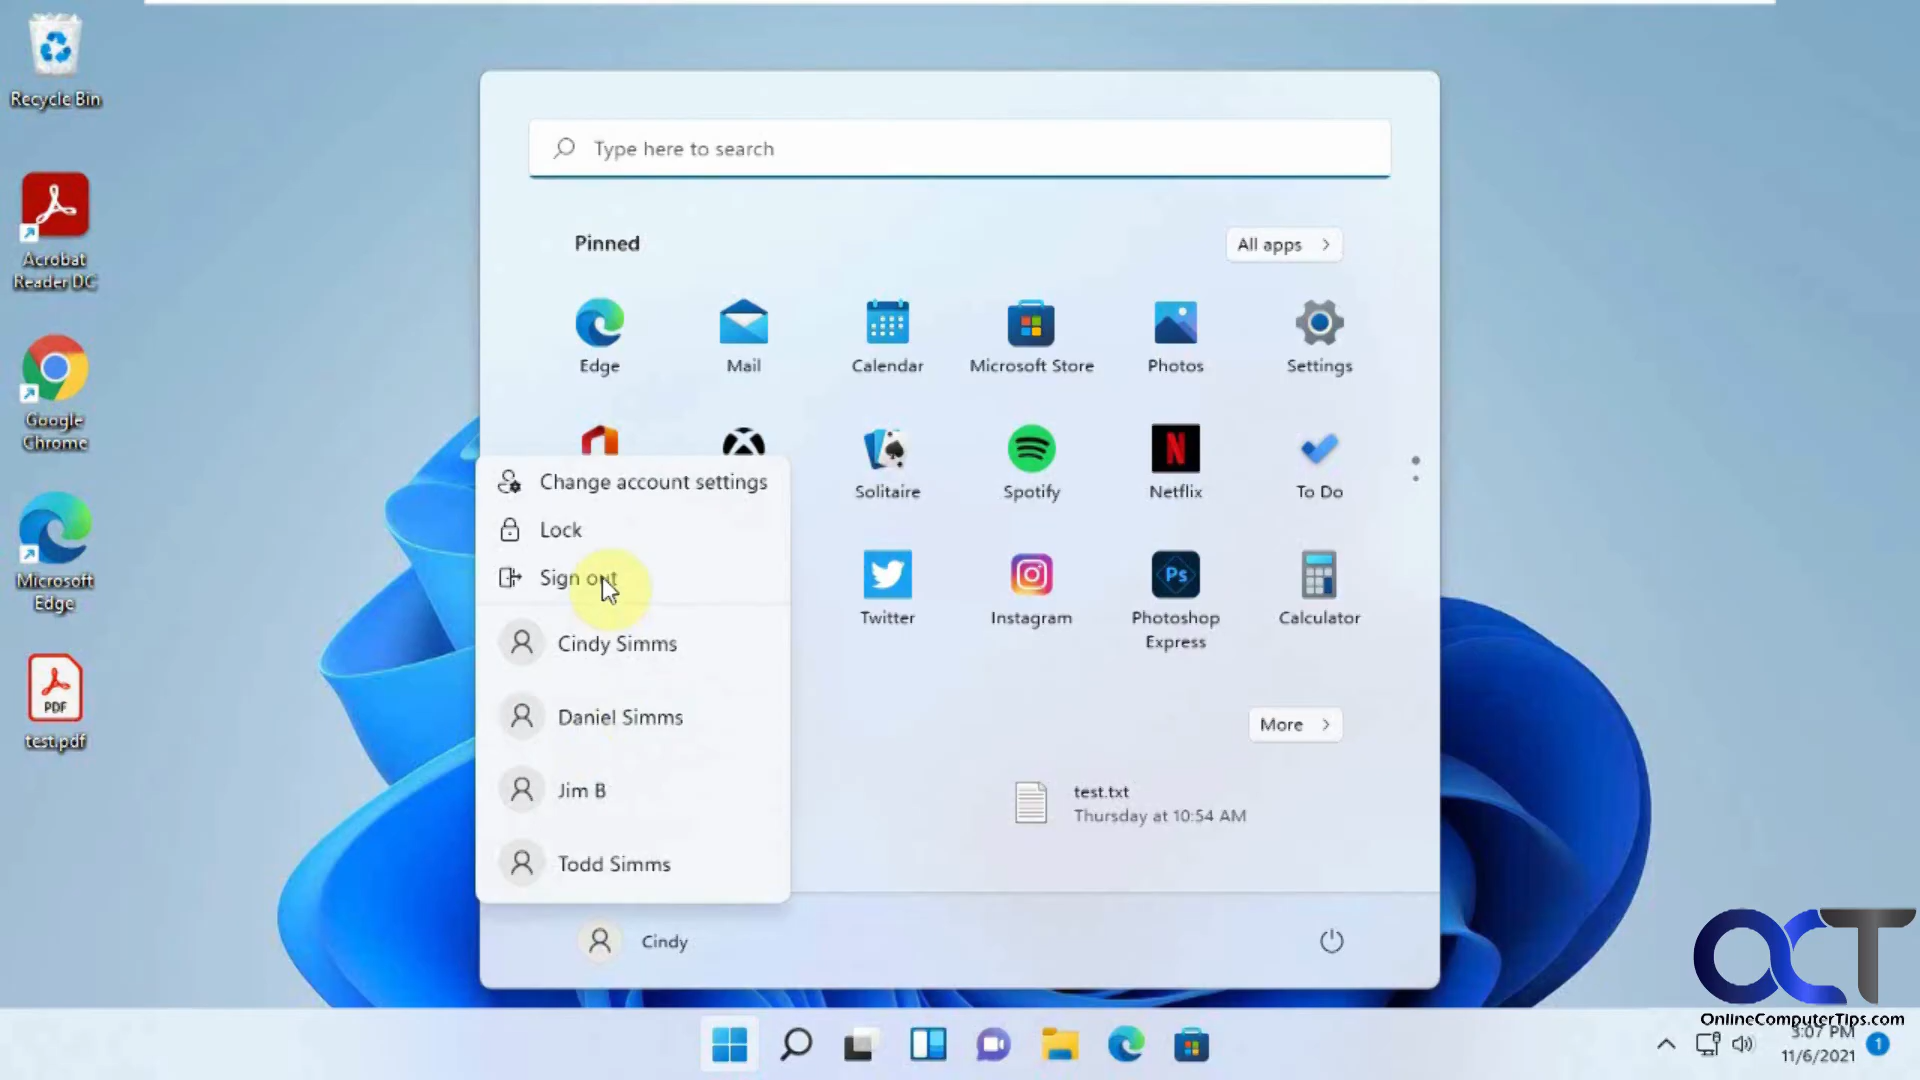 Recycle Bin
Acrobat
Reader DC
Google
Chrome
Microsoft
Edge
PDF
test.pdf
Type here to search
Pinned
All apps
Edge
Mail
Calendar
Microsoft Store
Photos
Settings
Solitaire
Spotify
Netflix
To Do
Twitter
Instagram
Ps
Photoshop
Express
Calculator
Change account settings
Lock
Sign out
Cindy Simms
Daniel Simms
Jim B
Todd Simms
More
test.txt
Thursday at 10:54 AM
Cindy
OCT
OnlineComputerTips.com
3:07 PM
11/6/2021
1